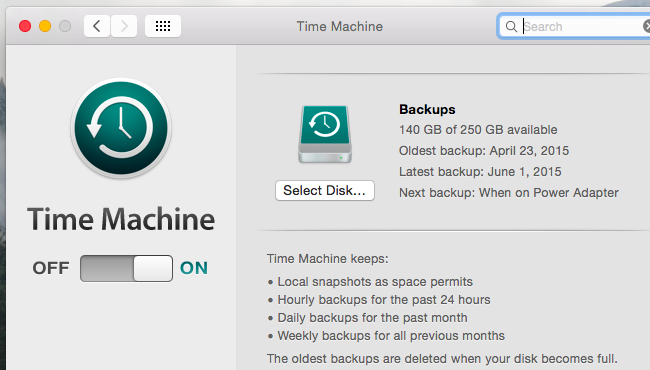 Time Machine
Search
Time Machine
OFF ON
Select Disk...
Backups
140 GB of 250 GB available
Oldest backup: April 23, 2015
Latest backup: June 1, 2015
Next backup: When on Power Adapter
Time Machine keeps:
• Local snapshots as space permits
• Hourly backups for the past 24 hours
• Daily backups for the past month
• Weekly backups for all previous months
The oldest backups are deleted when your disk becomes full.